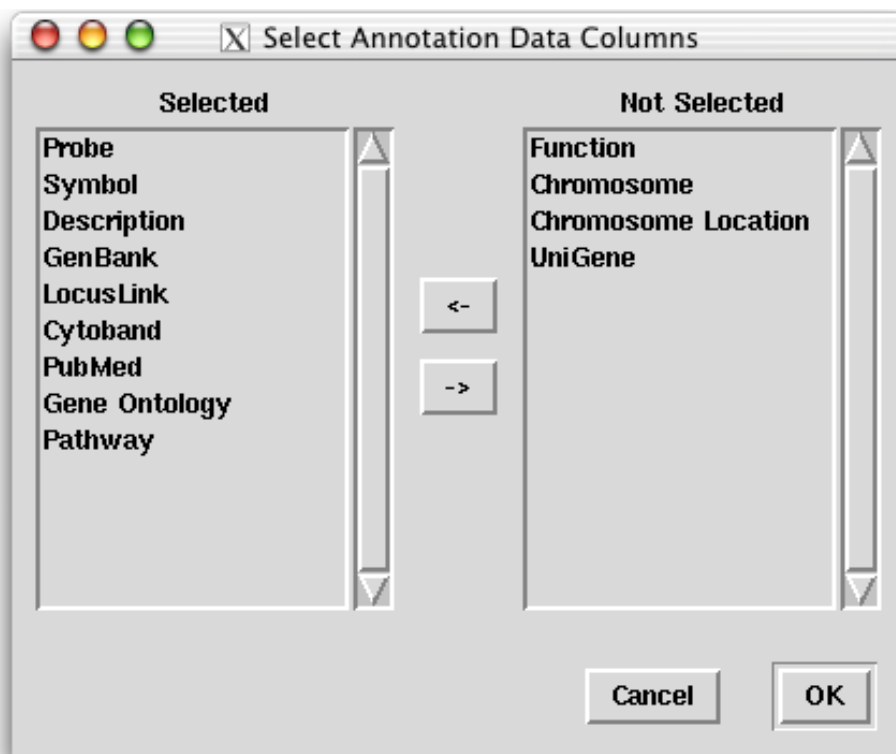 Select Annotation Data Columns
Selected
Probe
Symbol
Description
GenBank
LocusLink
Cytoband
PubMed
Gene Ontology
Pathway
<-
->
Not Selected
Function
Chromosome
Chromosome Location
UniGene
Cancel
OK